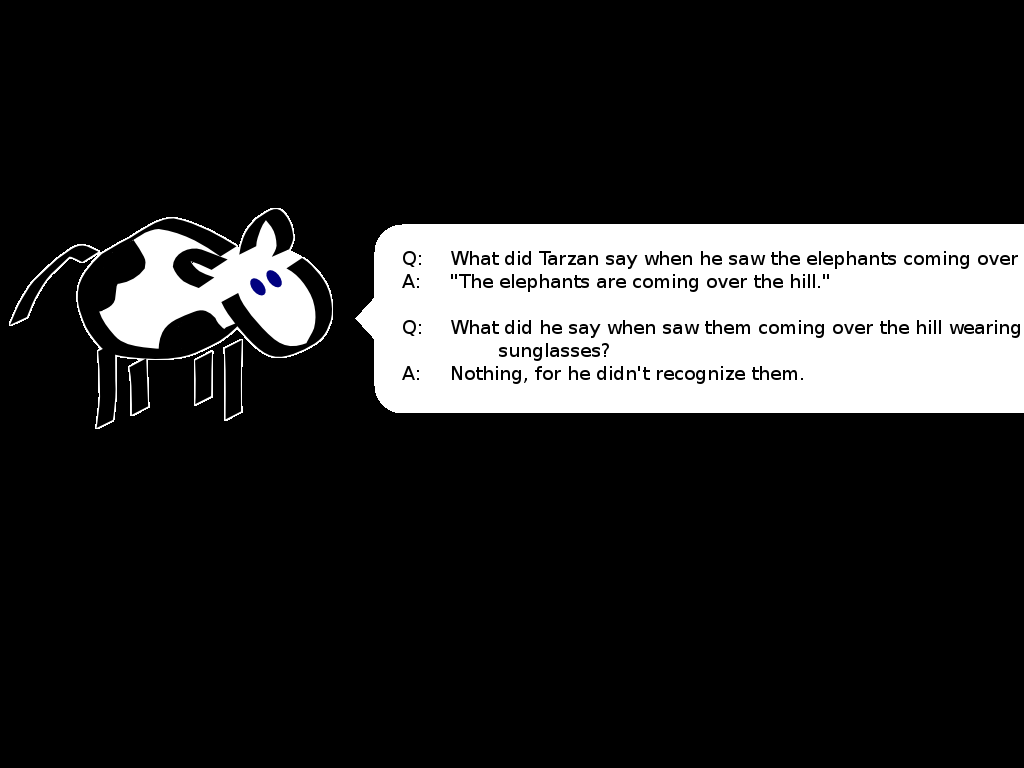 Q: What did Tarzan say when he saw the elephants coming over
A: "The elephants are coming over the hill."
Q: What did he say when saw them coming over the hill wearing
sunglasses?
A: Nothing, for he didn't recognize them.